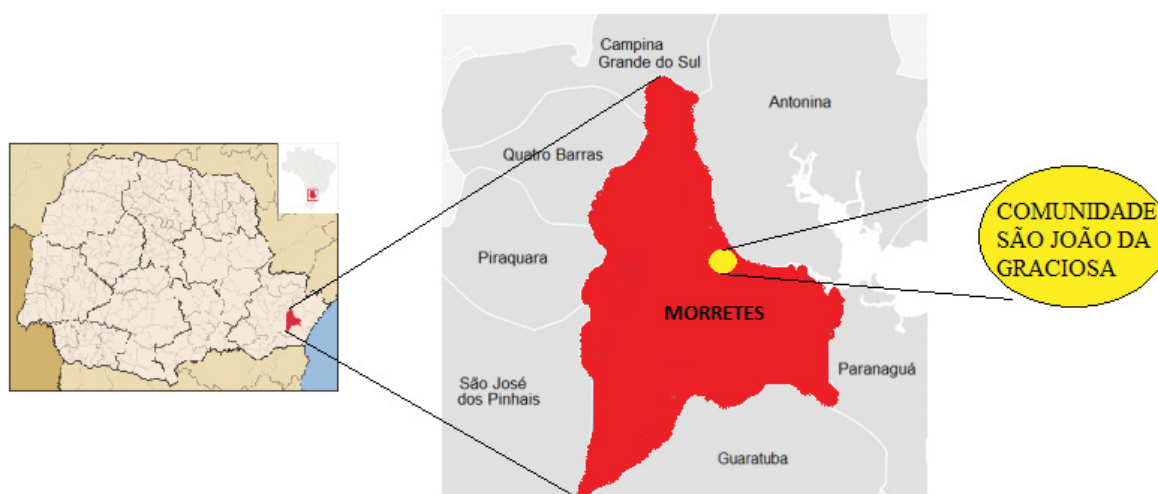 Campina
Grande do Sul
Antonina
Quatro Barras
Piraquara
COMUNIDADE
SÃO JOÃO DA
GRACIOSA
MORRETES
Paranaguá
São José
dos Pinhais
Guaratuba